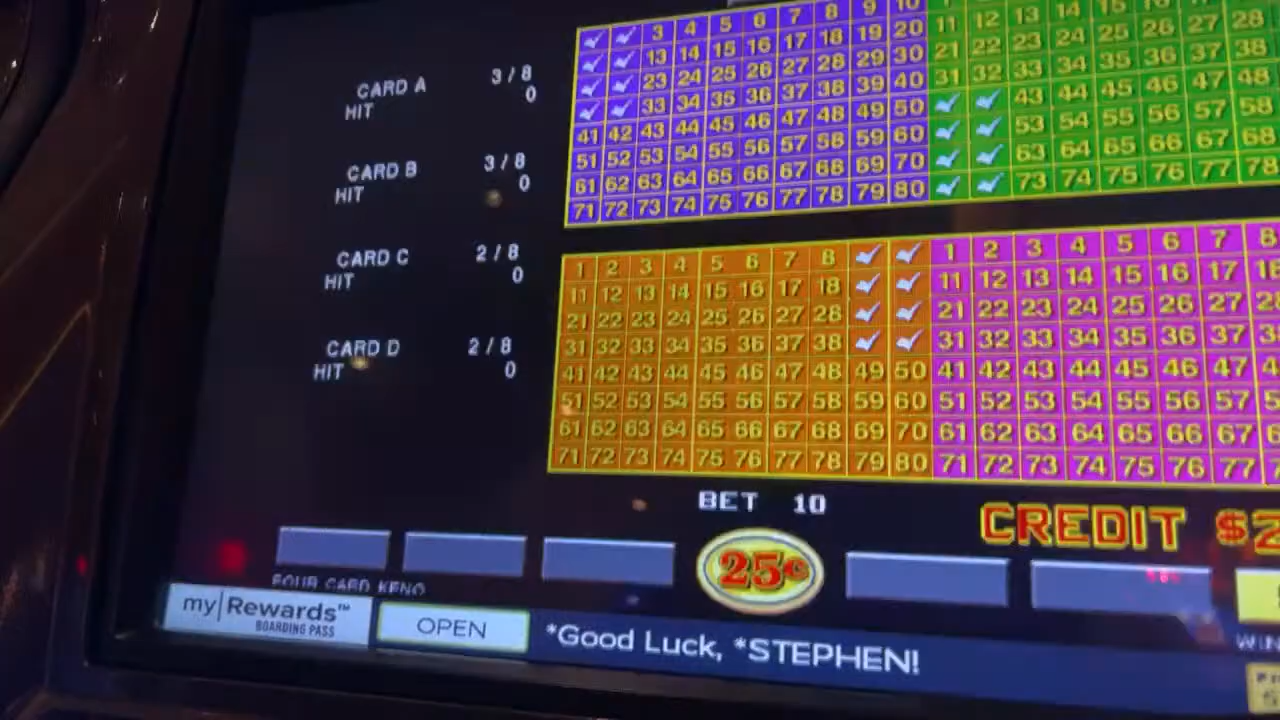 CARD A 3/8
HIT 0
CARD B 3/8
HIT 0
CARD C 2/8
HIT 0
CARD D 2/8
HIT 0
3 4 5 6 7 8 9 10
13 14 15 16 17 18 19 20
23 24 25 26 27 28 29 30
33 34 35 36 37 38 39 40
41 42 43 44 45 46 47 48 49 50
51 52 53 54 55 56 57 58 59 60
61 62 63 64 65 66 67 68 69 70
71 72 73 74 75 76 77 78 79 80
11 12 13 14 15 16 17
21 22 23 24 25 26 27 28
31 32 33 34 35 36 37 38
43 44 45 46 47 48
53 54 55 56 57 58
63 64 65 66 67 68
73 74 75 76 77 78
1 2 3 4 5 6 7 8
11 12 13 14 15 16 17 18
21 22 23 24 25 26 27 28
31 32 33 34 35 36 37 38
41 42 43 44 45 46 47 48 49 50
51 52 53 54 55 56 57 58 59 60
61 62 63 64 65 66 67 68 69 70
71 72 73 74 75 76 77 78 79 80
1 2 3 4 5 6 7 8
11 12 13 14 15 16 17
21 22 23 24 25 26 27
31 32 33 34 35 36 37
41 42 43 44 45 46 47
51 52 53 54 55 56 57
61 62 63 64 65 66 67
71 72 73 74 75 76 77
BET 10
CREDIT $2
25¢
FOUR CARD KENO
my|Rewards™
BOARDING PASS
OPEN
*Good Luck, *STEPHEN!